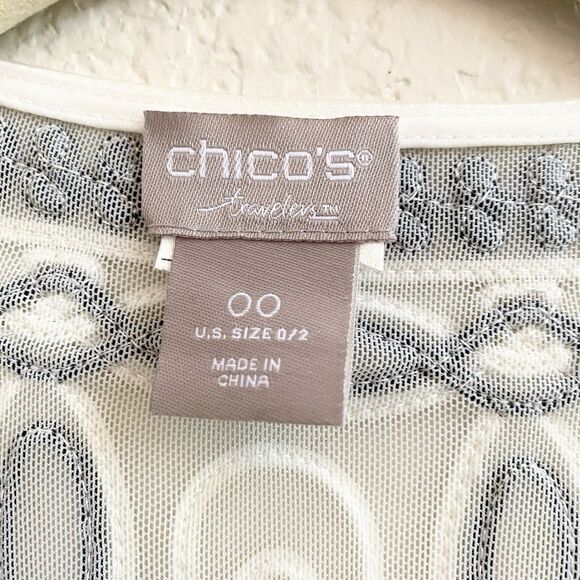 chico's®
travelers™
00
U.S. SIZE 0/2
MADE IN
CHINA